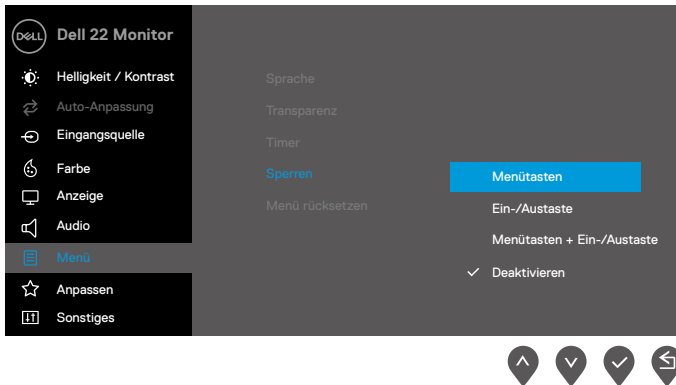 DELL Dell 22 Monitor
Helligkeit / Kontrast
Auto-Anpassung
Eingangsquelle
Farbe
Anzeige
Audio
Menü
Anpassen
Sonstiges
Sprache
Transparenz
Timer
Sperren
Menü rücksetzen
Menütasten
Ein-/Austaste
Menütasten + Ein-/Austaste
Deaktivieren